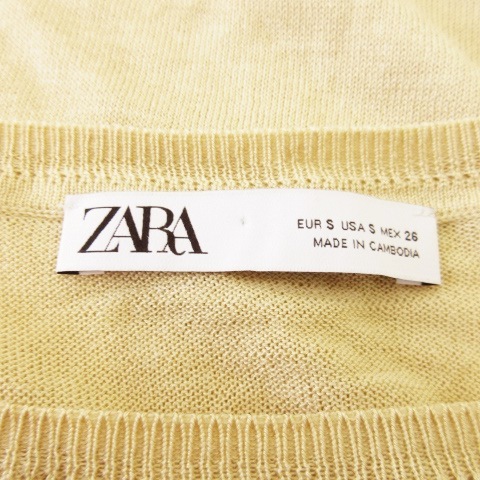 ZARA
EUR S USA S MEX 26
MADE IN CAMBODIA